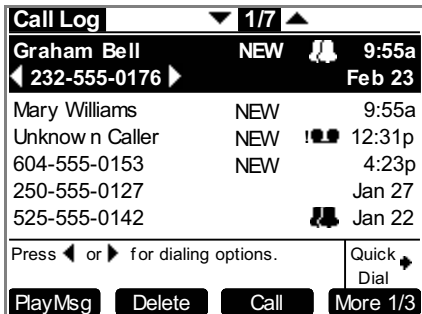 Call Log 1/7
Graham Bell NEW 9:55a
232-555-0176 Feb 23
Mary Williams NEW 9:55a
Unknown Caller NEW ! 12:31p
604-555-0153 NEW 4:23p
250-555-0127 Jan 27
525-555-0142 Jan 22
Press or for dialing options. Quick
Dial
PlayMsg Delete Call More 1/3